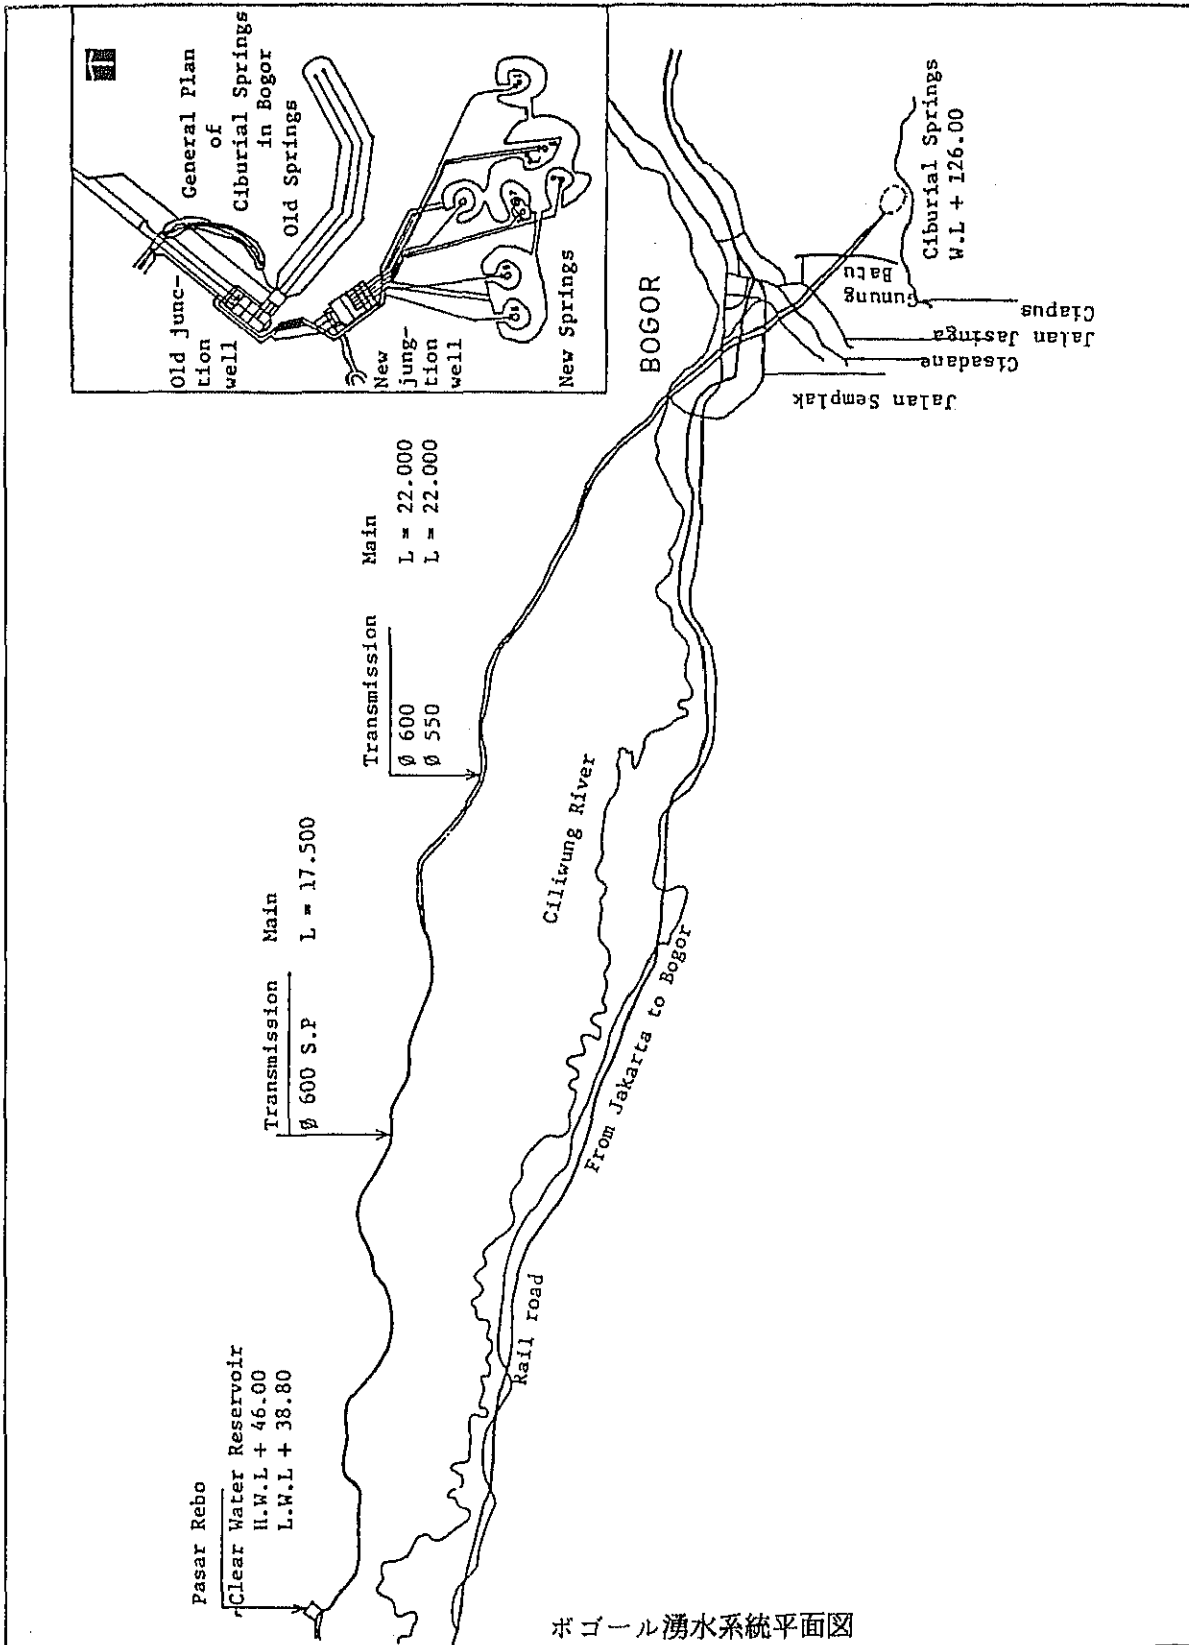 General Plan
of
Ciburial Springs
in Bogor
Old Springs
Old junc-
tion
well
New
jung-
tion
well
New Springs
Pasar Rebo
Clear Water Reservoir
H.W.L + 46.00
L.W.L + 38.80
Transmission Main
Ø 600 S.P L = 17.500
Transmission Main
Ø 600 L = 22.000
Ø 550 L = 22.000
Ciliwung River
Rail road
From Jakarta to Bogor
BOGOR
Ciburial Springs
W.L + 126.00
Gunung
Batu
Ciapus
Jalan Jasinga
Cisadane
Jalan Semplak
ボゴール湧水系統平面図